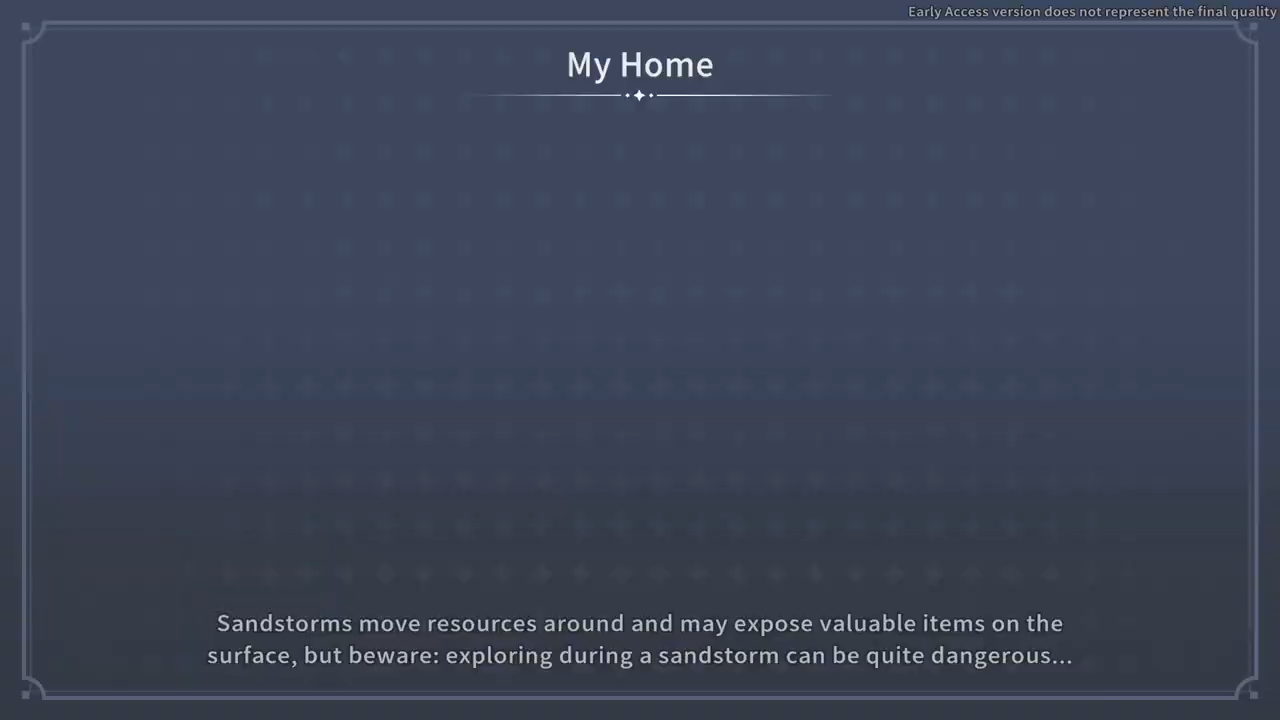 Early Access version does not represent the final quality
My Home
Sandstorms move resources around and may expose valuable items on the
surface, but beware: exploring during a sandstorm can be quite dangerous...